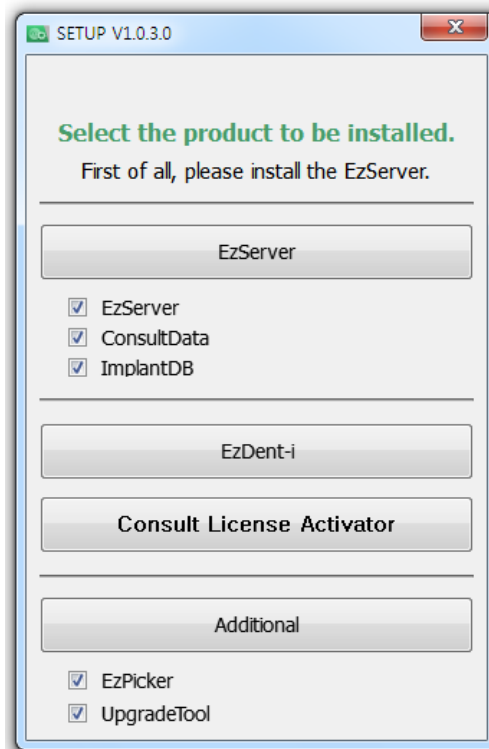 SETUP V1.0.3.0
Select the product to be installed.
First of all, please install the EzServer.
EzServer
EzServer
ConsultData
ImplantDB
EzDent-i
Consult License Activator
Additional
EzPicker
UpgradeTool